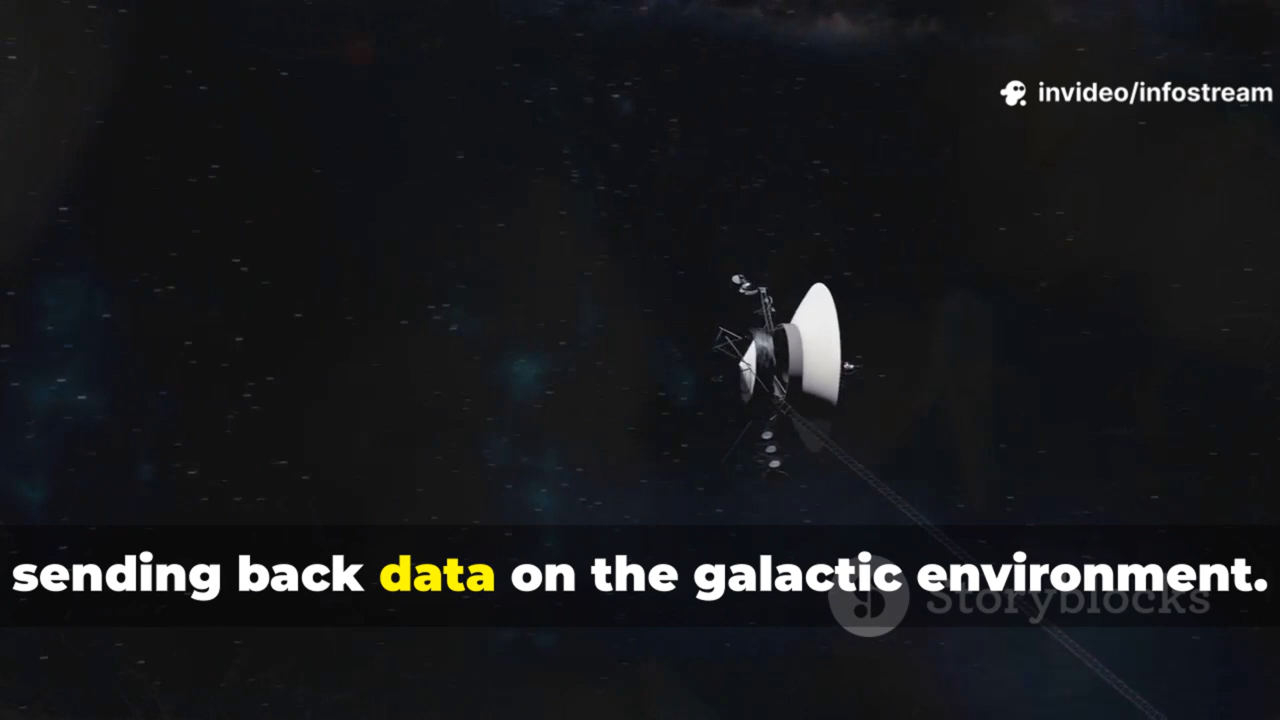 invideo/infostream
sending back data on the galactic environment.
Storyblocks